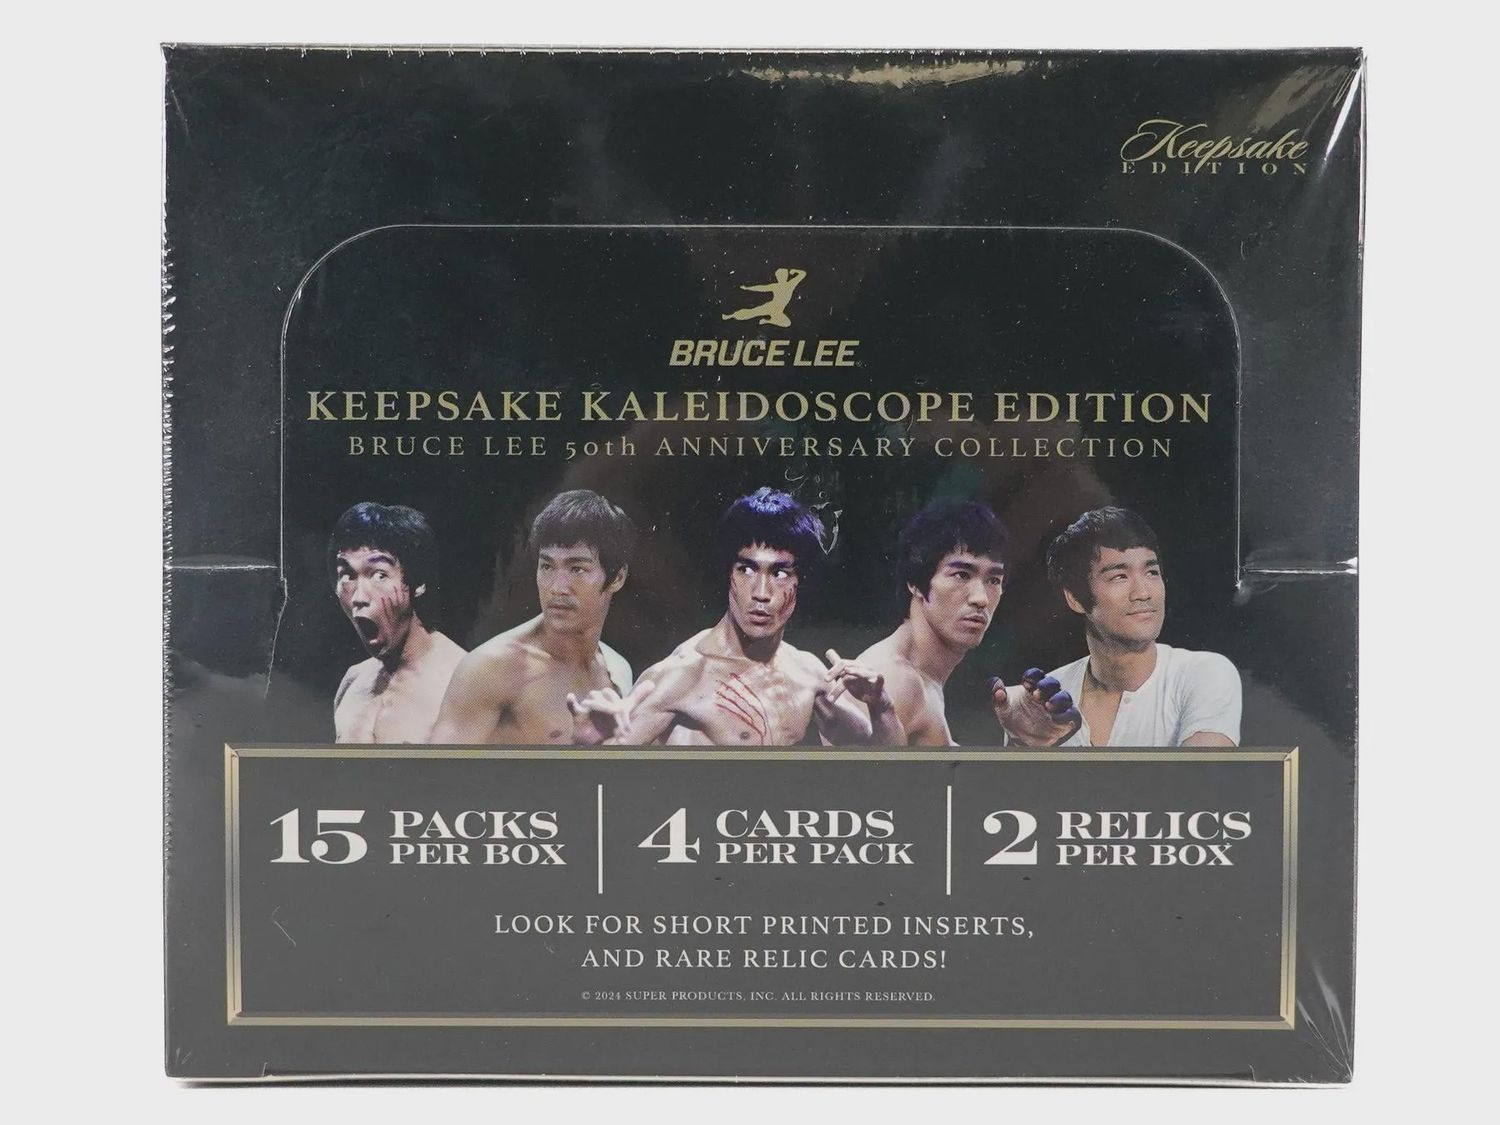 Keepsake
EDITION
BRUCE LEE
KEEPSAKE KALEIDOSCOPE EDITION
BRUCE LEE 50th ANNIVERSARY COLLECTION
15 PACKS PER BOX
4 CARDS PER PACK
2 RELICS PER BOX
LOOK FOR SHORT PRINTED INSERTS,
AND RARE RELIC CARDS!
© 2024 SUPER PRODUCTS, INC. ALL RIGHTS RESERVED.